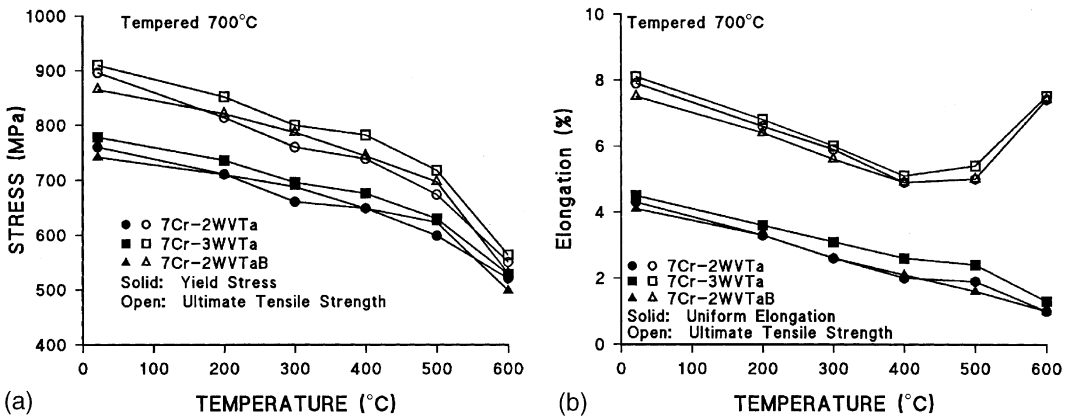 Tempered 700°C
1000
900
800
700
600
500
400
STRESS (MPa)
7Cr-2WVTa
7Cr-3WVTa
7Cr-2WVTaB
Solid: Yield Stress
Open: Ultimate Tensile Strength
0 100 200 300 400 500 600
(a) TEMPERATURE (°C)
Tempered 700°C
10
8
6
4
2
0
Elongation (%)
7Cr-2WVTa
7Cr-3WVTa
7Cr-2WVTaB
Solid: Uniform Elongation
Open: Ultimate Tensile Strength
0 100 200 300 400 500 600
(b) TEMPERATURE (°C)